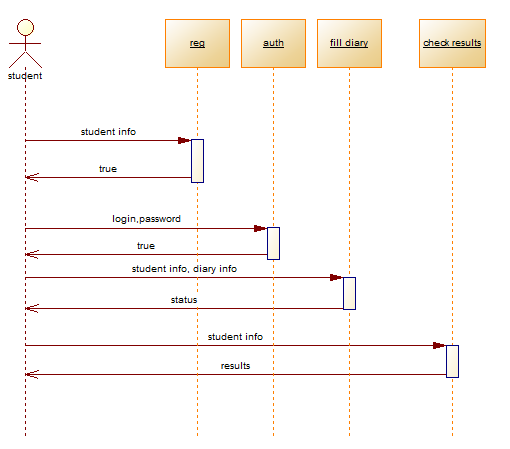 reg
auth
fill diary
check results
student
student info
true
login,password
true
student info, diary info
status
student info
results